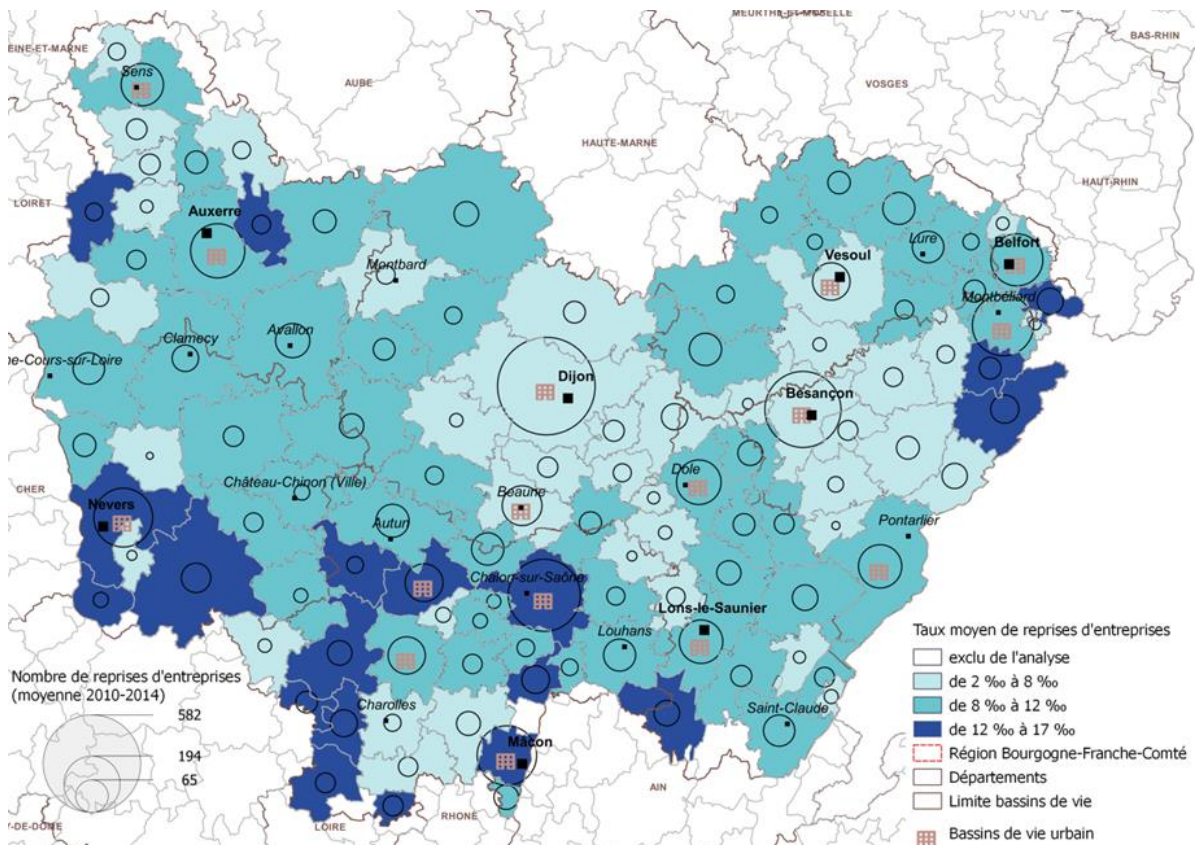 MEURTHE-ET-MOSELLE
BAS-RHIN
SEINE-ET-MARNE
AUBE
VOSGES
Sens
HAUTE-MARNE
HAUT-RHIN
LOIRET
Auxerre
Belfort
Vesoul
Lure
Montbard
Montbéliard
Avallon
Clamecy
ne-Cours-sur-Loire
Dijon
Besançon
Dole
CHER
Château-Chinon (Ville)
Beaune
Nevers
Autun
Pontarlier
Chalon-sur-Saône
Lons-le-Saunier
Louhans
Charolles
Saint-Claude
Mâcon
AIN
LOIRE
RHONE
Y-DE-DOME
Nombre de reprises d'entreprises
(moyenne 2010-2014)
582
194
65
Taux moyen de reprises d'entreprises
exclu de l'analyse
de 2 ‰ à 8 ‰
de 8 ‰ à 12 ‰
de 12 ‰ à 17 ‰
Région Bourgogne-Franche-Comté
Départements
Limite bassins de vie
Bassins de vie urbain